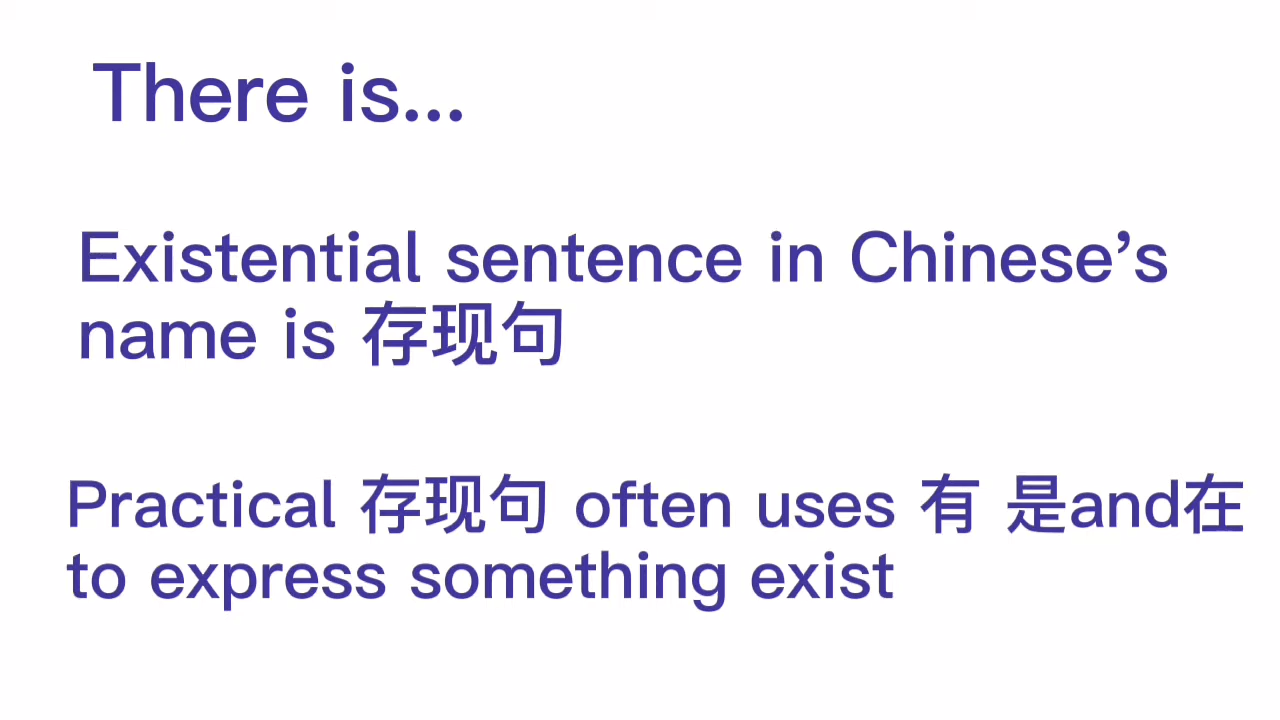 There is...
Existential sentence in Chinese’s
name is 存现句
Practical 存现句 often uses 有 是and在
to express something exist